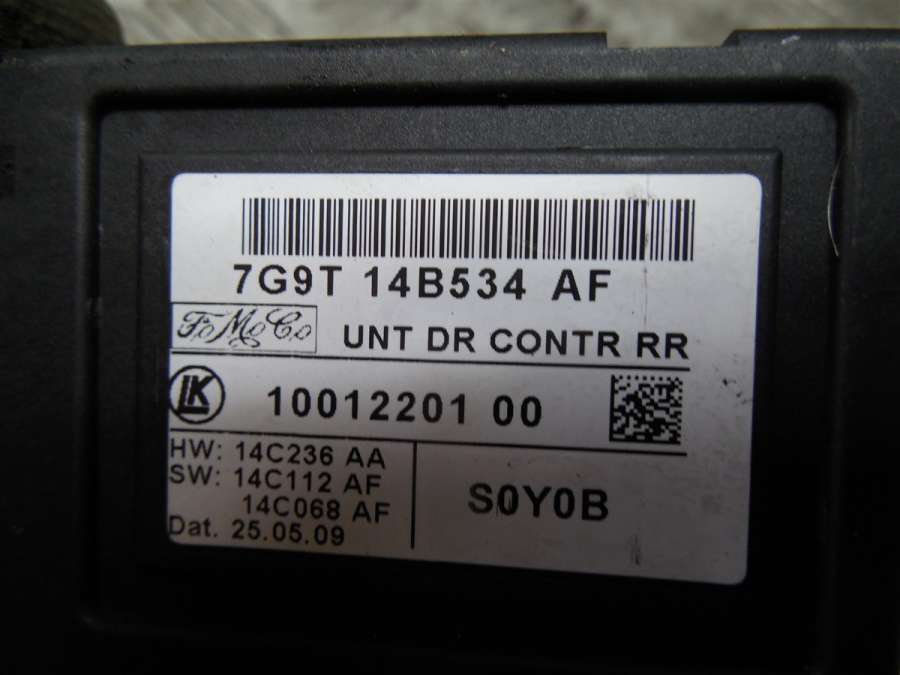 7G9T 14B534 AF
FoMoCo
UNT DR CONTR RR
LK
10012201 00
HW: 14C236 AA
SW: 14C112 AF
14C068 AF
Dat. 25.05.09
S0Y0B